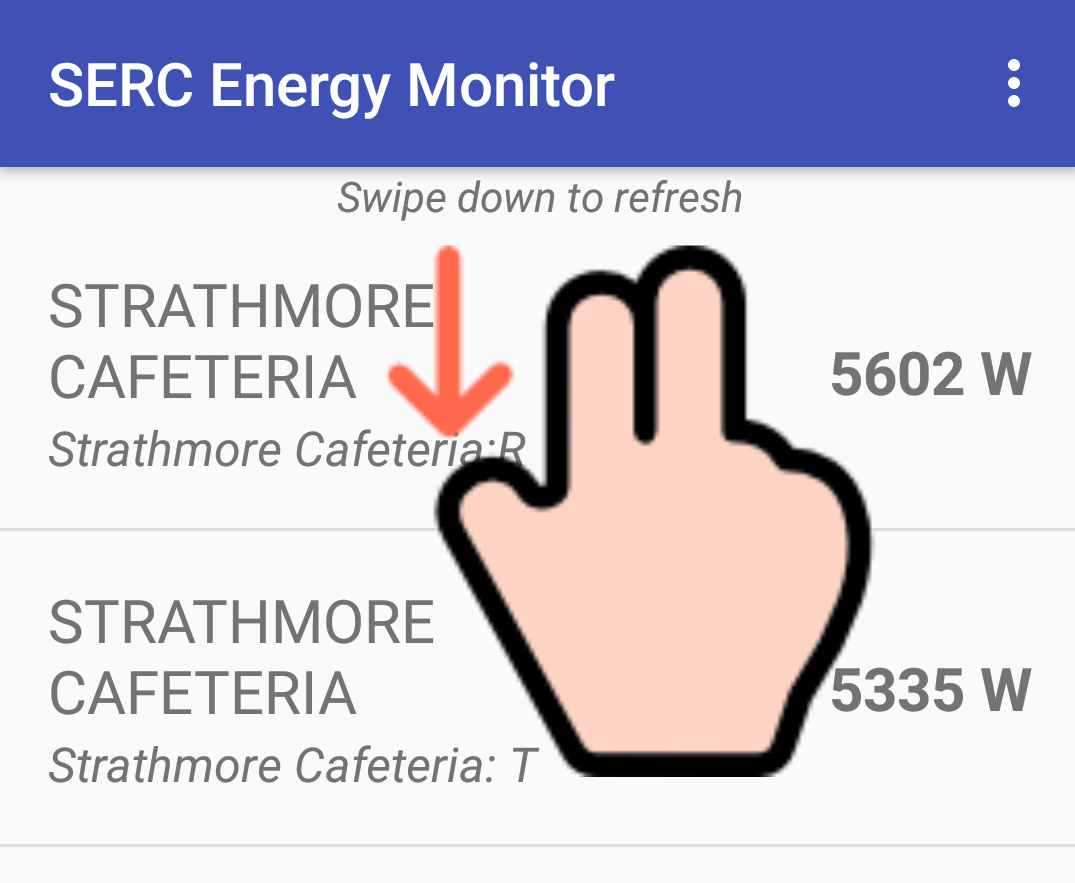 SERC Energy Monitor
Swipe down to refresh
STRATHMORE
CAFETERIA
5602 W
Strathmore Cafeteria:R
STRATHMORE
CAFETERIA
5335 W
Strathmore Cafeteria: T